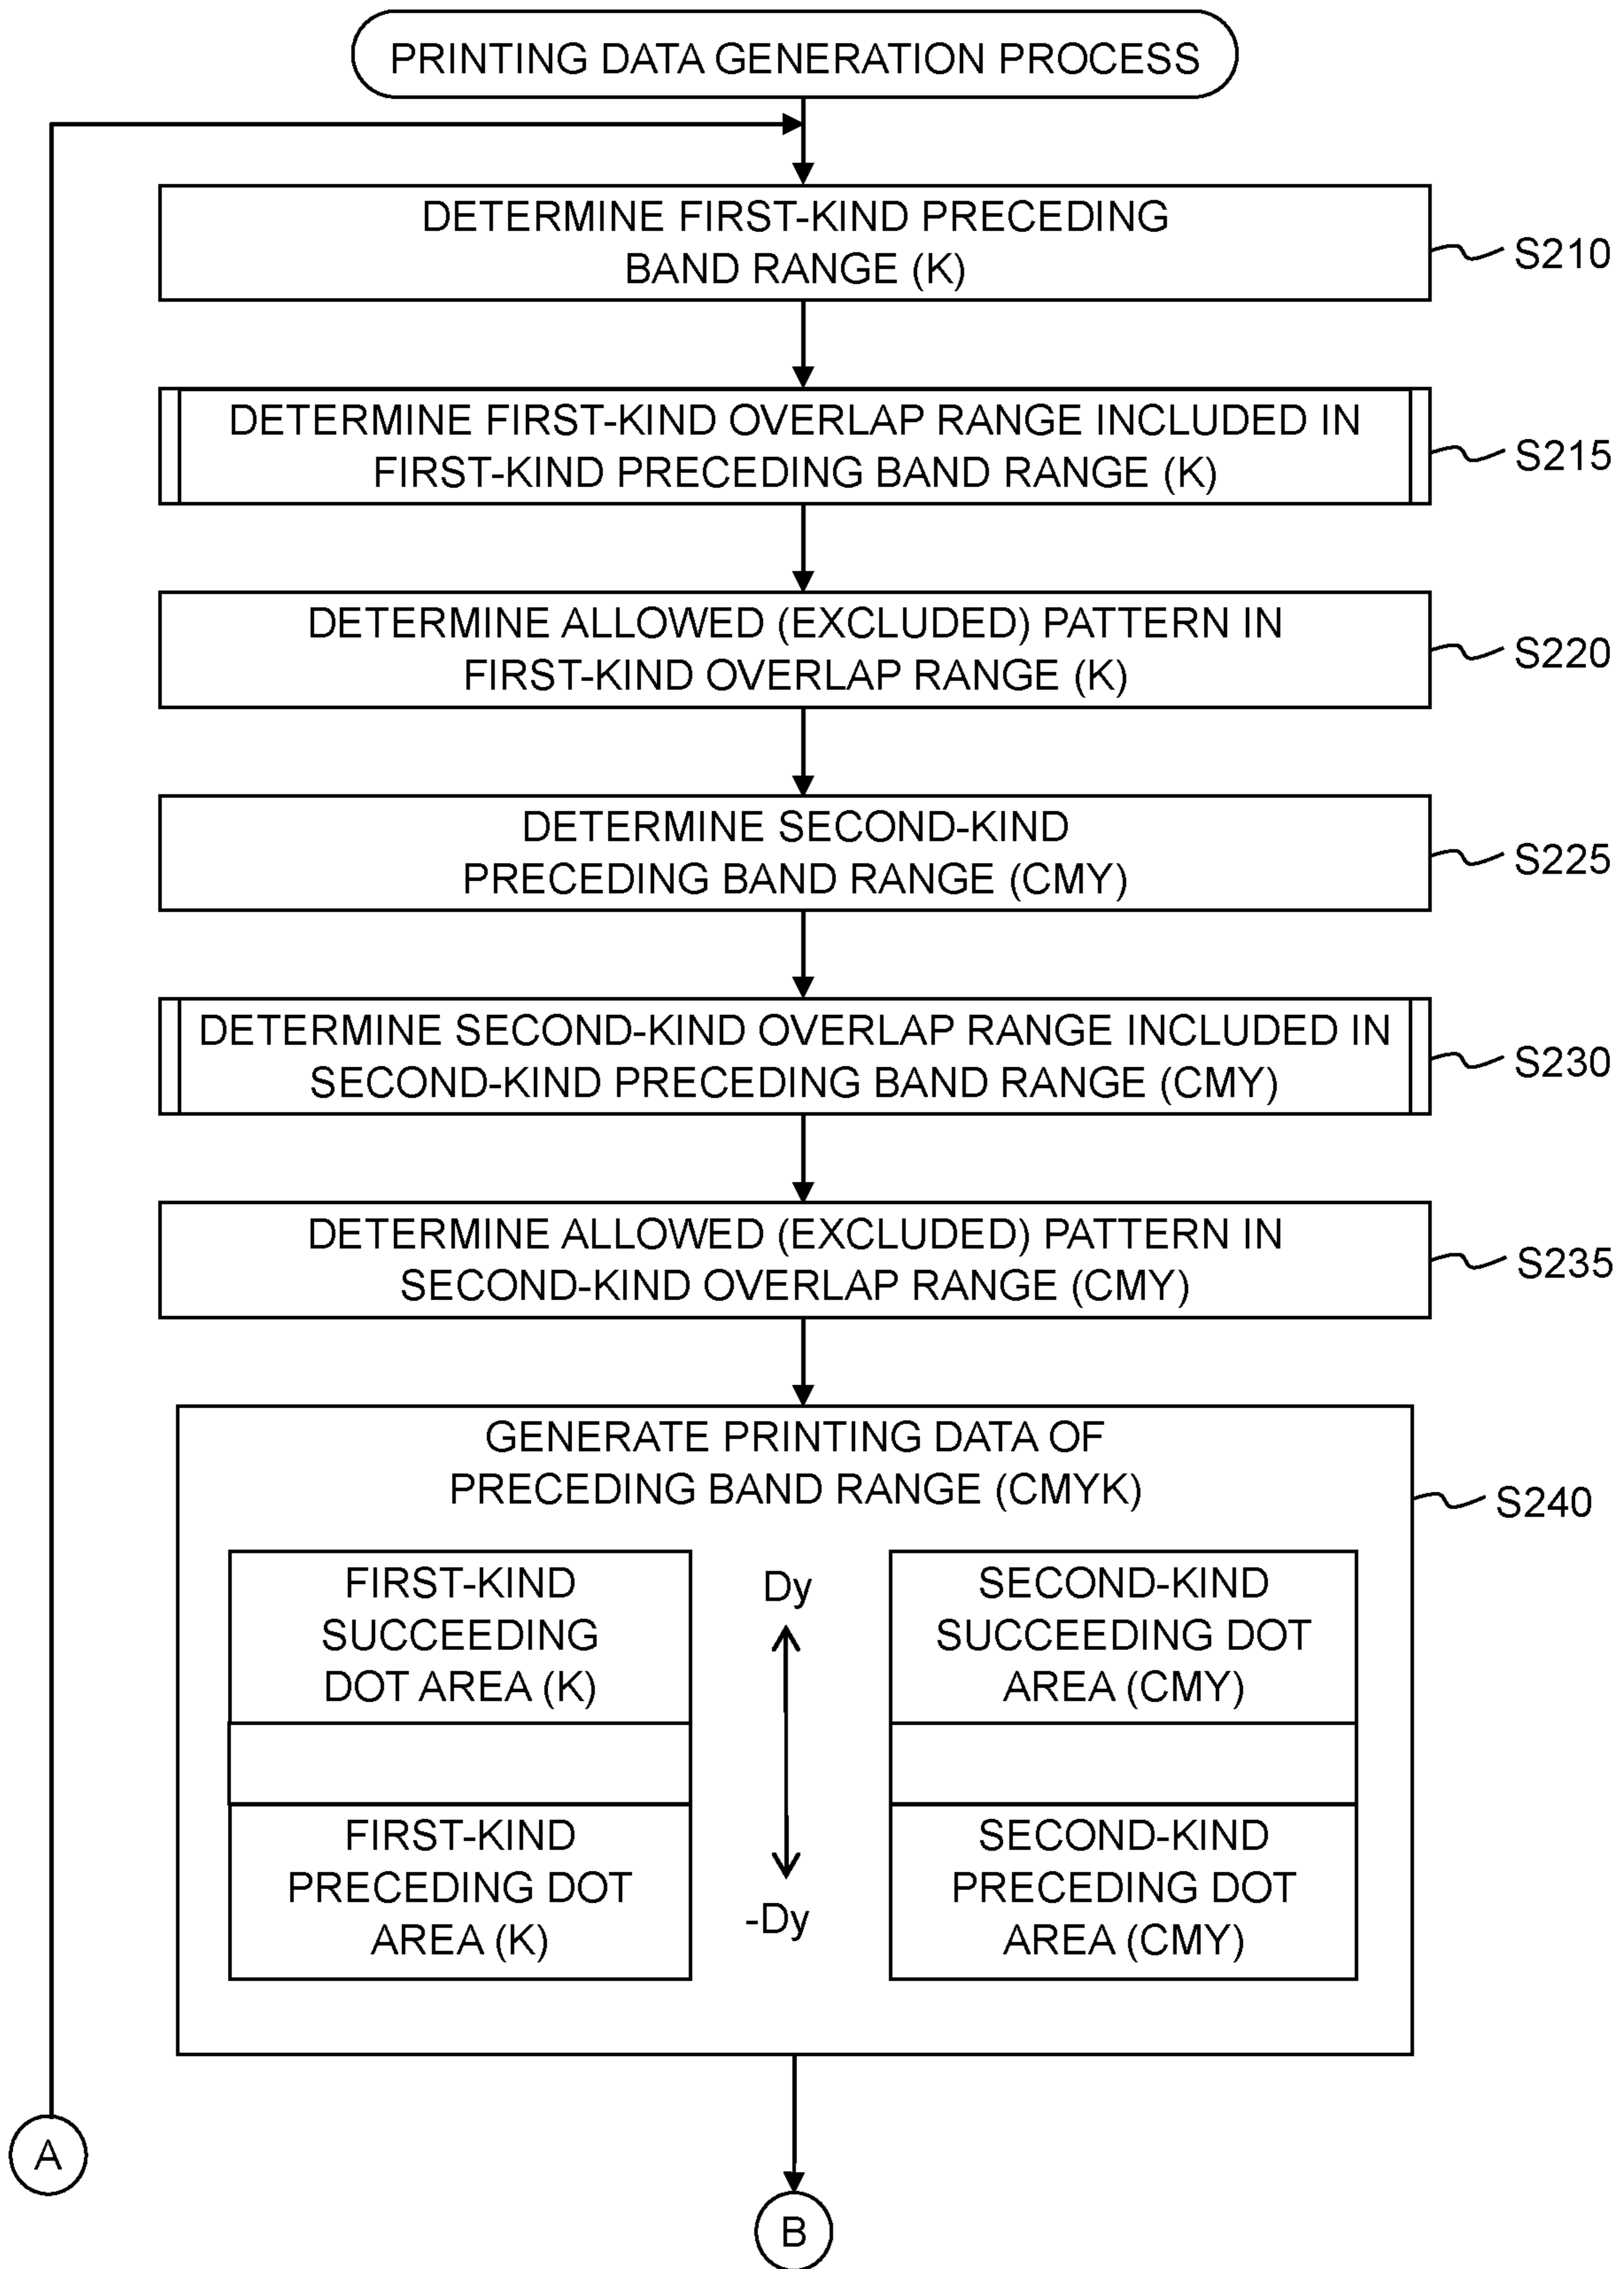 PRINTING DATA GENERATION PROCESS
DETERMINE FIRST-KIND PRECEDING
BAND RANGE (K)
S210
DETERMINE FIRST-KIND OVERLAP RANGE INCLUDED IN
FIRST-KIND PRECEDING BAND RANGE (K)
S215
DETERMINE ALLOWED (EXCLUDED) PATTERN IN
FIRST-KIND OVERLAP RANGE (K)
S220
DETERMINE SECOND-KIND
PRECEDING BAND RANGE (CMY)
S225
DETERMINE SECOND-KIND OVERLAP RANGE INCLUDED IN
SECOND-KIND PRECEDING BAND RANGE (CMY)
S230
DETERMINE ALLOWED (EXCLUDED) PATTERN IN
SECOND-KIND OVERLAP RANGE (CMY)
S235
GENERATE PRINTING DATA OF
PRECEDING BAND RANGE (CMYK)
S240
FIRST-KIND
SUCCEEDING
DOT AREA (K)
FIRST-KIND
PRECEDING DOT
AREA (K)
Dy
-Dy
SECOND-KIND
SUCCEEDING DOT
AREA (CMY)
SECOND-KIND
PRECEDING DOT
AREA (CMY)
A
B